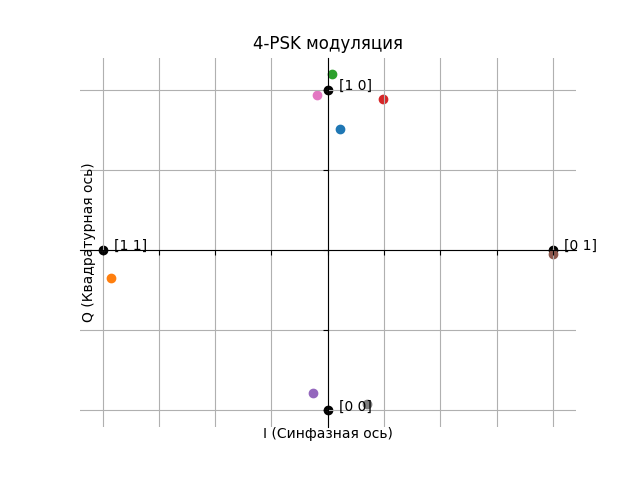 4-PSK модуляция
[1 0]
[1 1]
[0 1]
Q (Квадратурная ось)
[0 0]
I (Синфазная ось)